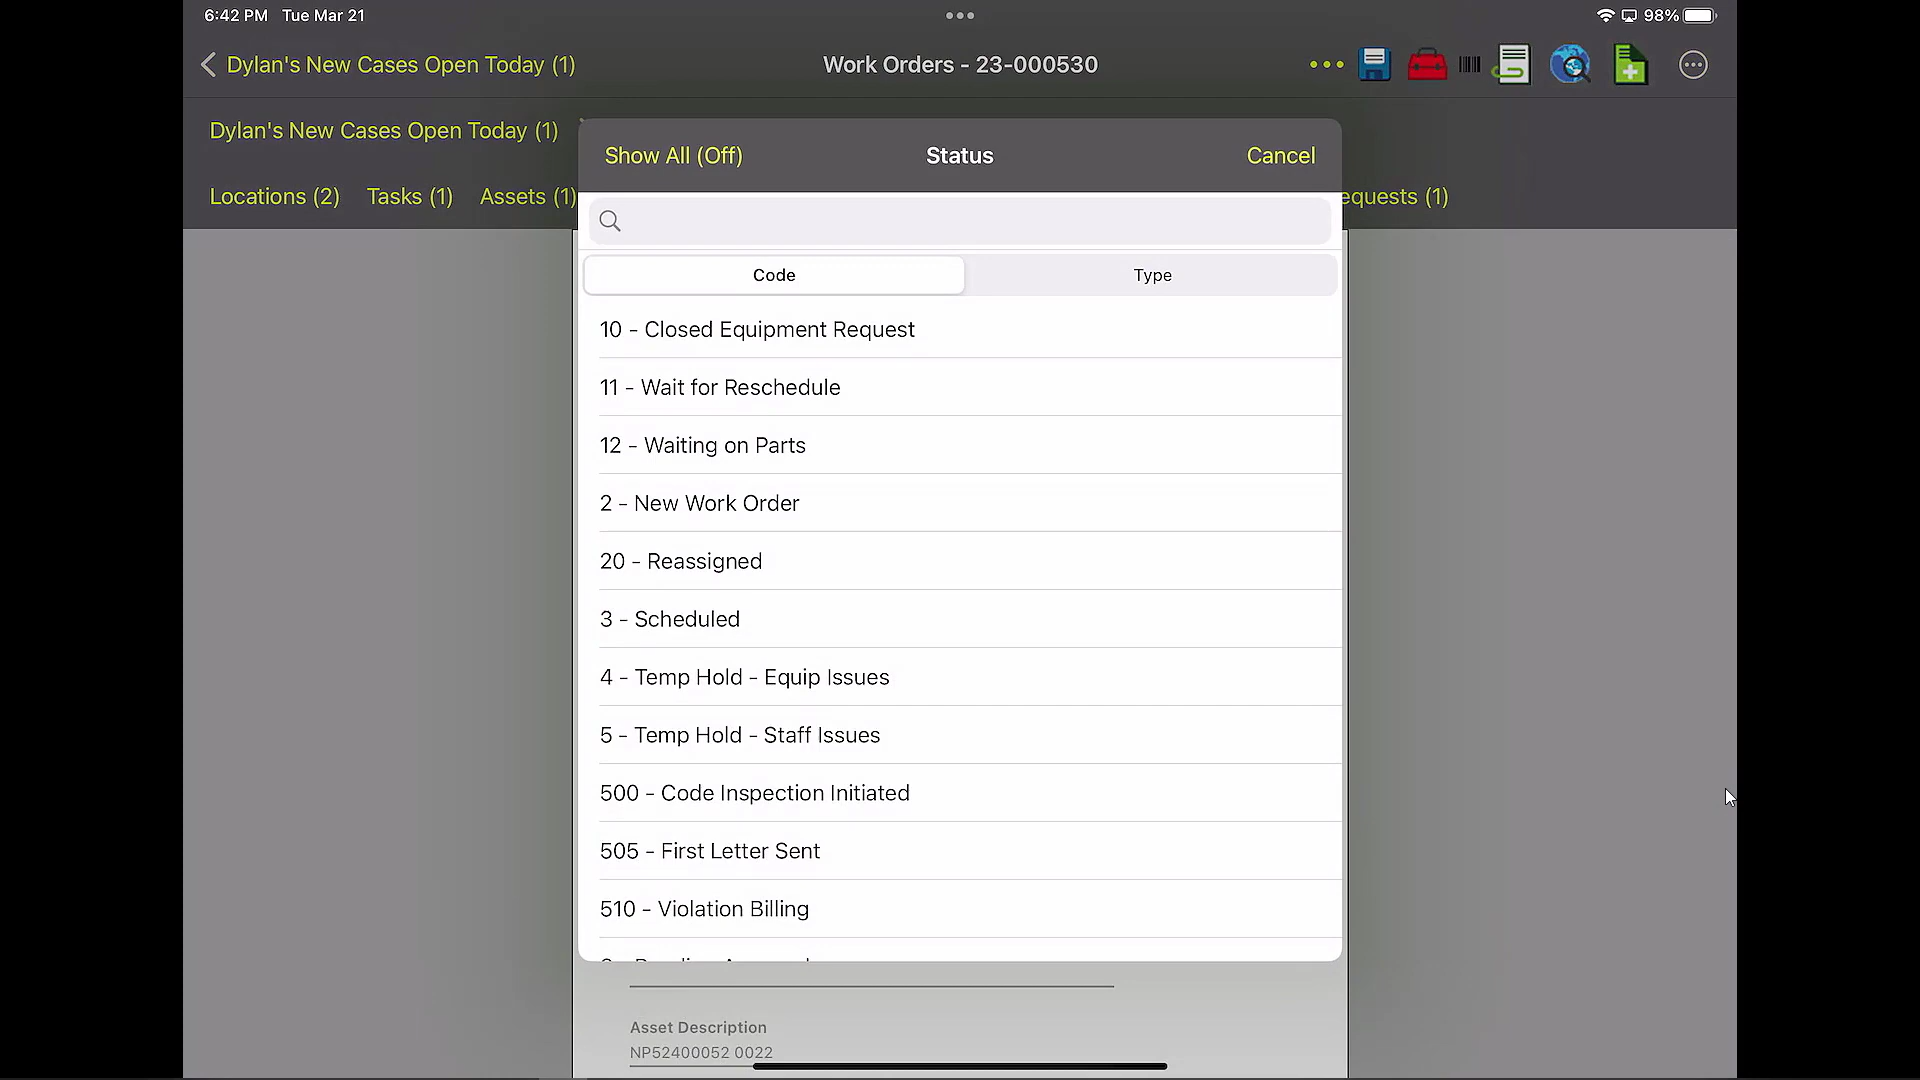 6:42 PM Tue Mar 21
98%
Dylan's New Cases Open Today (1)
Work Orders - 23-000530
Dylan's New Cases Open Today (1)
Locations (2) Tasks (1) Assets (1)
equests (1)
Show All (Off)
Status
Cancel
Code
Type
10 - Closed Equipment Request
11 - Wait for Reschedule
12 - Waiting on Parts
2 - New Work Order
20 - Reassigned
3 - Scheduled
4 - Temp Hold - Equip Issues
5 - Temp Hold - Staff Issues
500 - Code Inspection Initiated
505 - First Letter Sent
510 - Violation Billing
Asset Description
NP52400052 0022